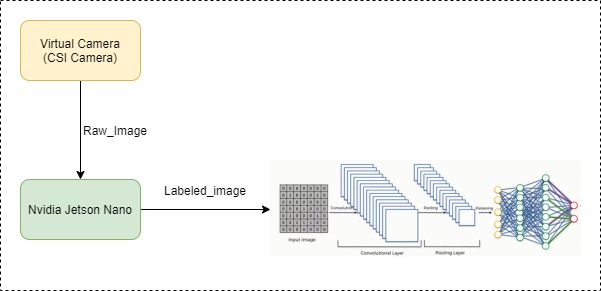 Virtual Camera
(CSI Camera)
Raw_Image
Nvidia Jetson Nano
Labeled_image
Convolution
Pooling
Flattening
Input Image
Convolutional Layer
Pooling Layer